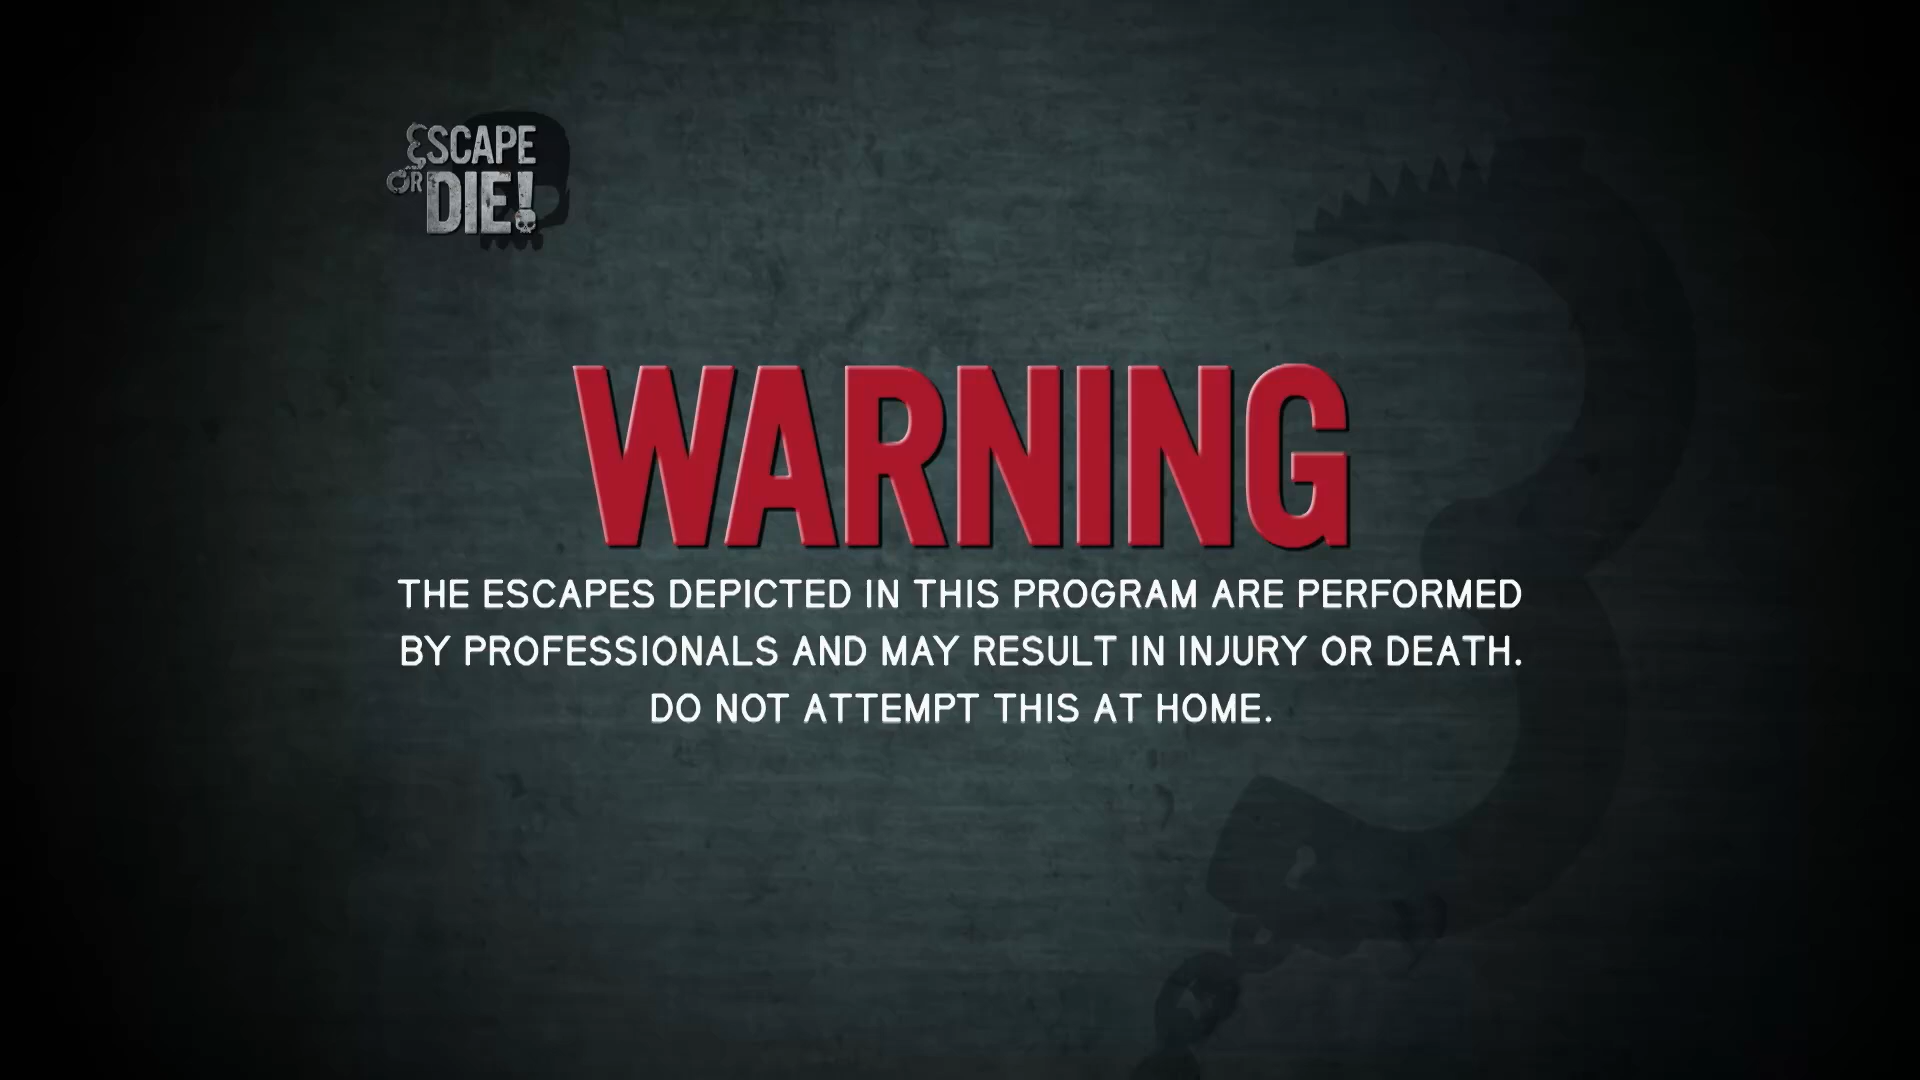 ESCAPE
OR DIE!
WARNING
THE ESCAPES DEPICTED IN THIS PROGRAM ARE PERFORMED
BY PROFESSIONALS AND MAY RESULT IN INJURY OR DEATH.
DO NOT ATTEMPT THIS AT HOME.